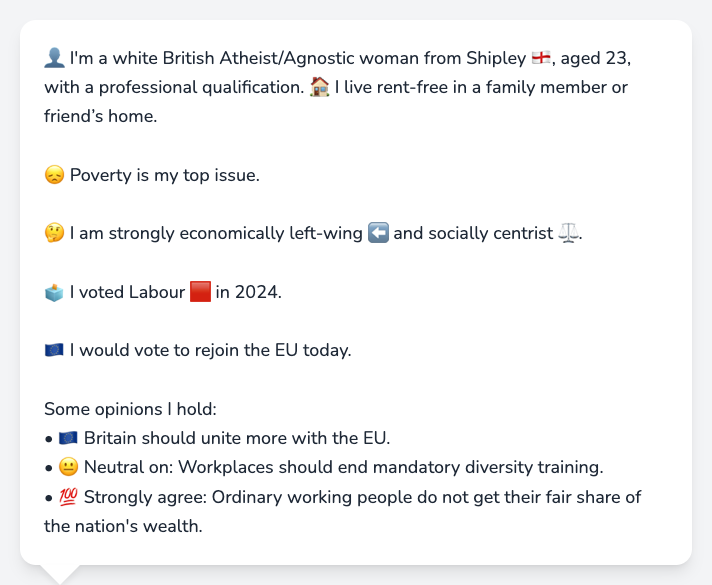 👤 I'm a white British Atheist/Agnostic woman from Shipley 🏴󠁧󠁢󠁥󠁮󠁧󠁿, aged 23,
with a professional qualification. 🏠 I live rent-free in a family member or
friend’s home.
😞 Poverty is my top issue.
🤔 I am strongly economically left-wing ⬅️ and socially centrist ⚖️.
🗳️ I voted Labour 🟥 in 2024.
🇪🇺 I would vote to rejoin the EU today.
Some opinions I hold:
• 🇪🇺 Britain should unite more with the EU.
• 😐 Neutral on: Workplaces should end mandatory diversity training.
• 💯 Strongly agree: Ordinary working people do not get their fair share of
the nation's wealth.